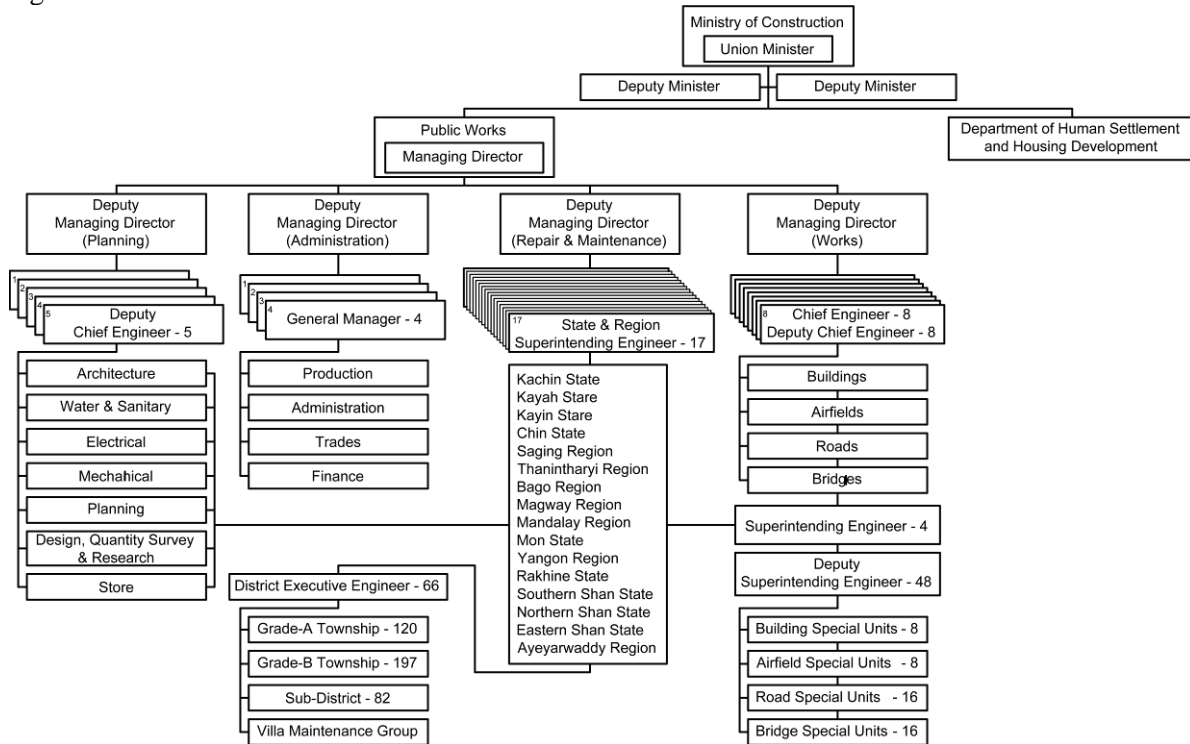 Ministry of Construction
Union Minister
Deputy Minister
Deputy Minister
Public Works
Managing Director
Department of Human Settlement
and Housing Development
Deputy
Managing Director
(Planning)
Deputy
Managing Director
(Administration)
Deputy
Managing Director
(Repair & Maintenance)
Deputy
Managing Director
(Works)
1
2
3
4
5
Deputy
Chief Engineer - 5
1
2
3
4
General Manager - 4
17
State & Region
Superintending Engineer - 17
8
Chief Engineer - 8
Deputy Chief Engineer - 8
Architecture
Water & Sanitary
Electrical
Mechahical
Planning
Design, Quantity Survey
& Research
Store
Production
Administration
Trades
Finance
Kachin State
Kayah Stare
Kayin Stare
Chin State
Saging Region
Thanintharyi Region
Bago Region
Magway Region
Mandalay Region
Mon State
Yangon Region
Rakhine State
Southern Shan State
Northern Shan State
Eastern Shan State
Ayeyarwaddy Region
Buildings
Airfields
Roads
Bridges
Superintending Engineer - 4
Deputy
Superintending Engineer - 48
District Executive Engineer - 66
Grade-A Township - 120
Grade-B Township - 197
Sub-District - 82
Villa Maintenance Group
Building Special Units - 8
Airfield Special Units - 8
Road Special Units - 16
Bridge Special Units - 16